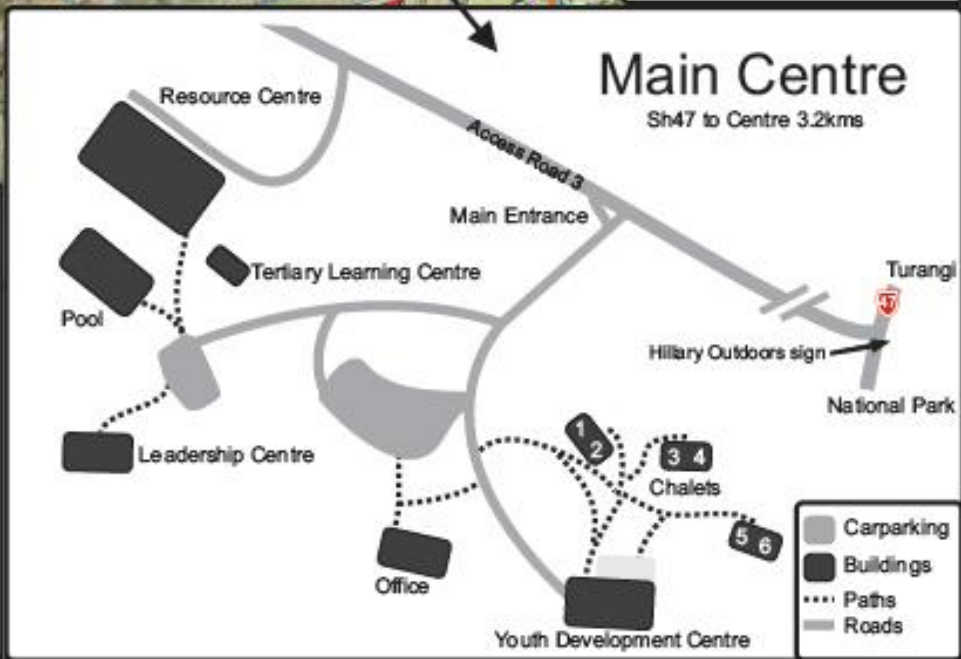 Main Centre
Sh47 to Centre 3.2kms
Resource Centre
Access Road 3
Main Entrance
Tertiary Learning Centre
Turangi
47
Pool
Hillary Outdoors sign
National Park
Leadership Centre
1
2
3 4
Chalets
5 6
Office
Youth Development Centre
Carparking
Buildings
Paths
Roads